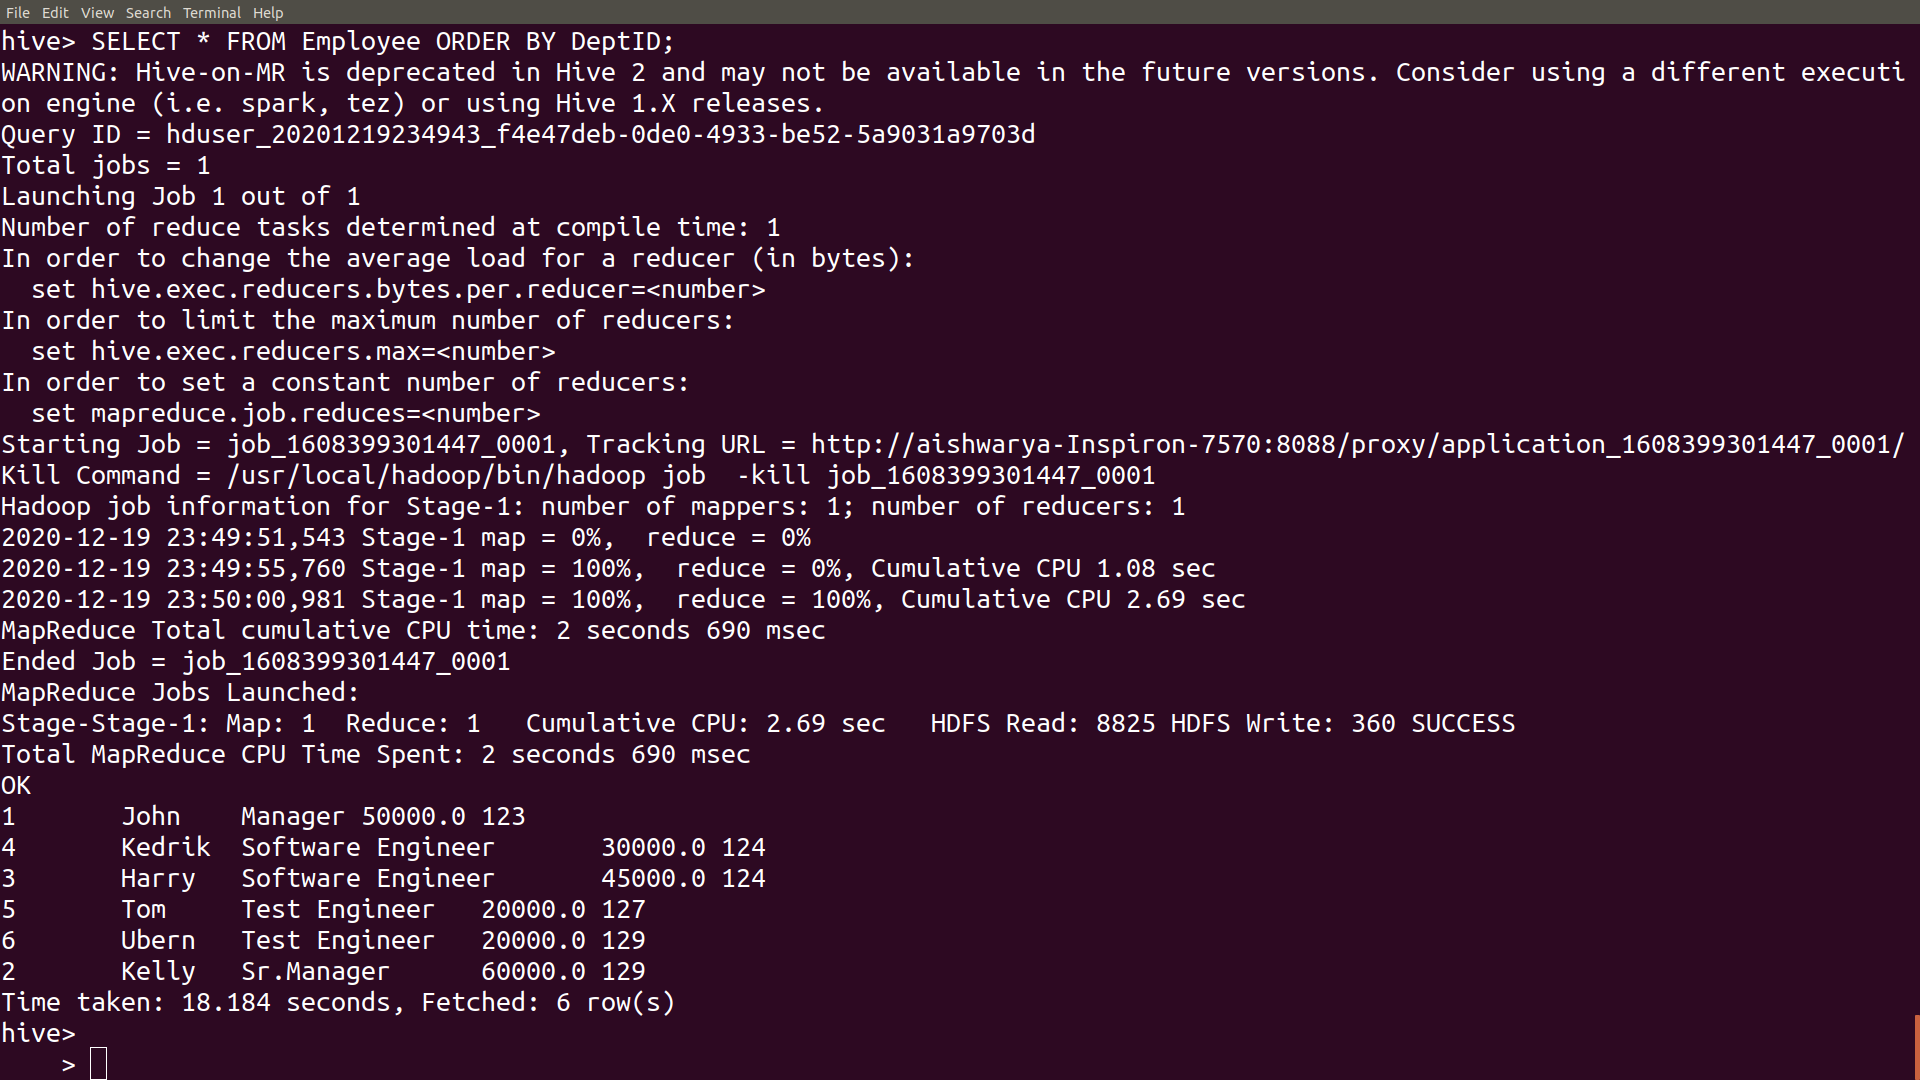 File Edit View Search Terminal Help
hive> SELECT * FROM Employee ORDER BY DeptID;
WARNING: Hive-on-MR is deprecated in Hive 2 and may not be available in the future versions. Consider using a different executi
on engine (i.e. spark, tez) or using Hive 1.X releases.
Query ID = hduser_20201219234943_f4e47deb-0de0-4933-be52-5a9031a9703d
Total jobs = 1
Launching Job 1 out of 1
Number of reduce tasks determined at compile time: 1
In order to change the average load for a reducer (in bytes):
  set hive.exec.reducers.bytes.per.reducer=<number>
In order to limit the maximum number of reducers:
  set hive.exec.reducers.max=<number>
In order to set a constant number of reducers:
  set mapreduce.job.reduces=<number>
Starting Job = job_1608399301447_0001, Tracking URL = http://aishwarya-Inspiron-7570:8088/proxy/application_1608399301447_0001/
Kill Command = /usr/local/hadoop/bin/hadoop job  -kill job_1608399301447_0001
Hadoop job information for Stage-1: number of mappers: 1; number of reducers: 1
2020-12-19 23:49:51,543 Stage-1 map = 0%,  reduce = 0%
2020-12-19 23:49:55,760 Stage-1 map = 100%,  reduce = 0%, Cumulative CPU 1.08 sec
2020-12-19 23:50:00,981 Stage-1 map = 100%,  reduce = 100%, Cumulative CPU 2.69 sec
MapReduce Total cumulative CPU time: 2 seconds 690 msec
Ended Job = job_1608399301447_0001
MapReduce Jobs Launched:
Stage-Stage-1: Map: 1  Reduce: 1   Cumulative CPU: 2.69 sec   HDFS Read: 8825 HDFS Write: 360 SUCCESS
Total MapReduce CPU Time Spent: 2 seconds 690 msec
OK
1       John    Manager 50000.0 123
4       Kedrik  Software Engineer       30000.0 124
3       Harry   Software Engineer       45000.0 124
5       Tom     Test Engineer   20000.0 127
6       Ubern   Test Engineer   20000.0 129
2       Kelly   Sr.Manager      60000.0 129
Time taken: 18.184 seconds, Fetched: 6 row(s)
hive>
    >